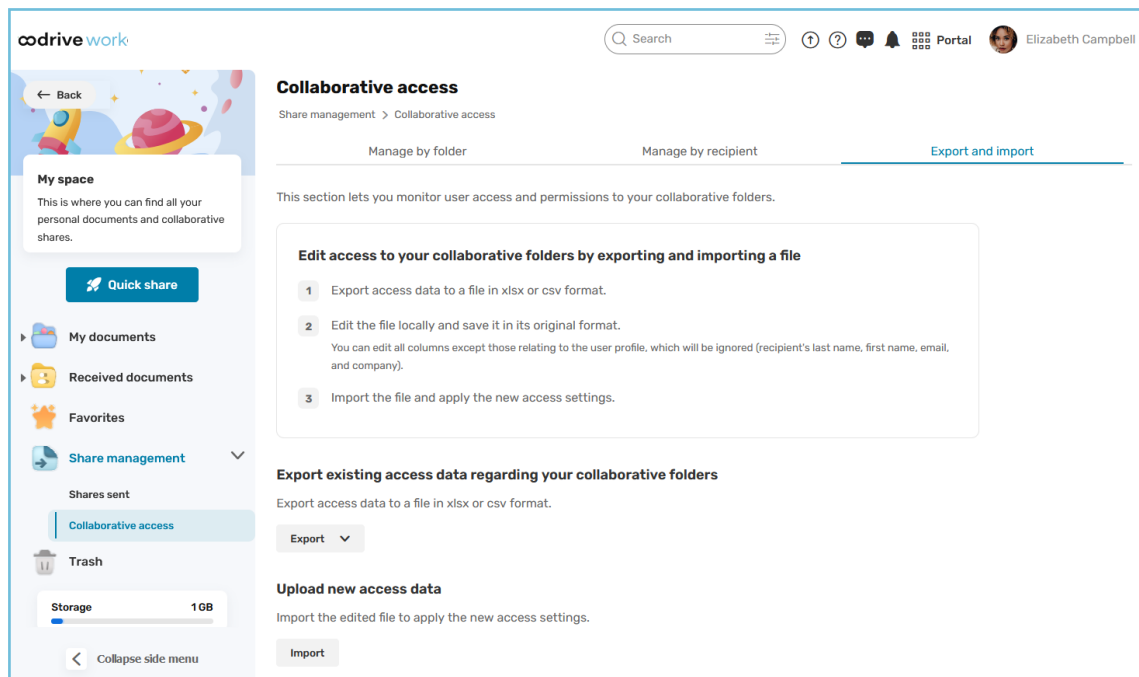 oodrive work
Search
Portal
Elizabeth Campbell
Back
My space
This is where you can find all your
personal documents and collaborative
shares.
Quick share
My documents
Received documents
Favorites
Share management
Shares sent
Collaborative access
Trash
Storage 1 GB
Collapse side menu
Collaborative access
Share management > Collaborative access
Manage by folder
Manage by recipient
Export and import
This section lets you monitor user access and permissions to your collaborative folders.
Edit access to your collaborative folders by exporting and importing a file
1 Export access data to a file in xlsx or csv format.
2 Edit the file locally and save it in its original format.
You can edit all columns except those relating to the user profile, which will be ignored (recipient's last name, first name, email,
and company).
3 Import the file and apply the new access settings.
Export existing access data regarding your collaborative folders
Export access data to a file in xlsx or csv format.
Export
Upload new access data
Import the edited file to apply the new access settings.
Import